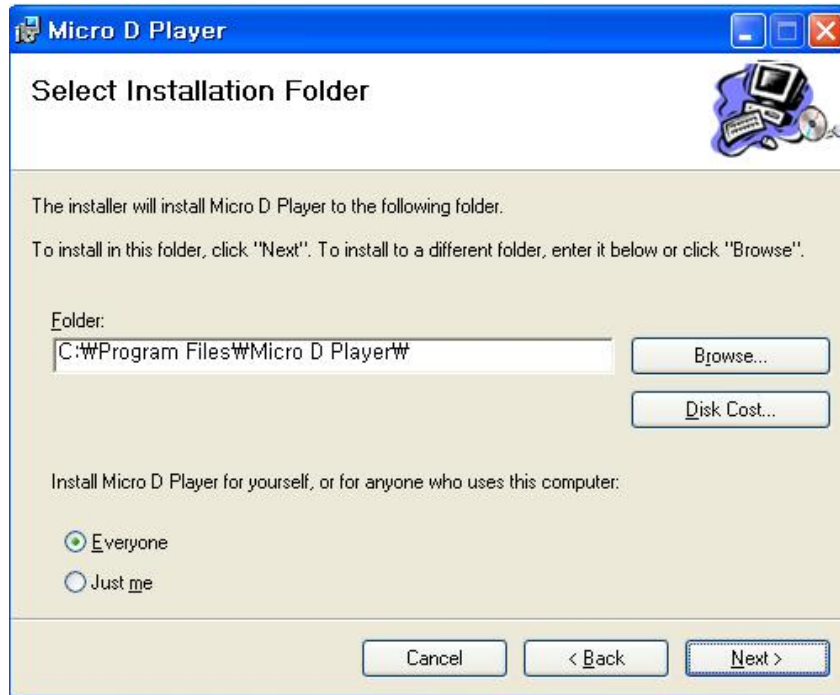 Micro D Player
Select Installation Folder
The installer will install Micro D Player to the following folder.
To install in this folder, click "Next". To install to a different folder, enter it below or click "Browse".
Folder:
C:₩Program Files₩Micro D Player₩
Browse...
Disk Cost...
Install Micro D Player for yourself, or for anyone who uses this computer:
Everyone
Just me
Cancel
< Back
Next >